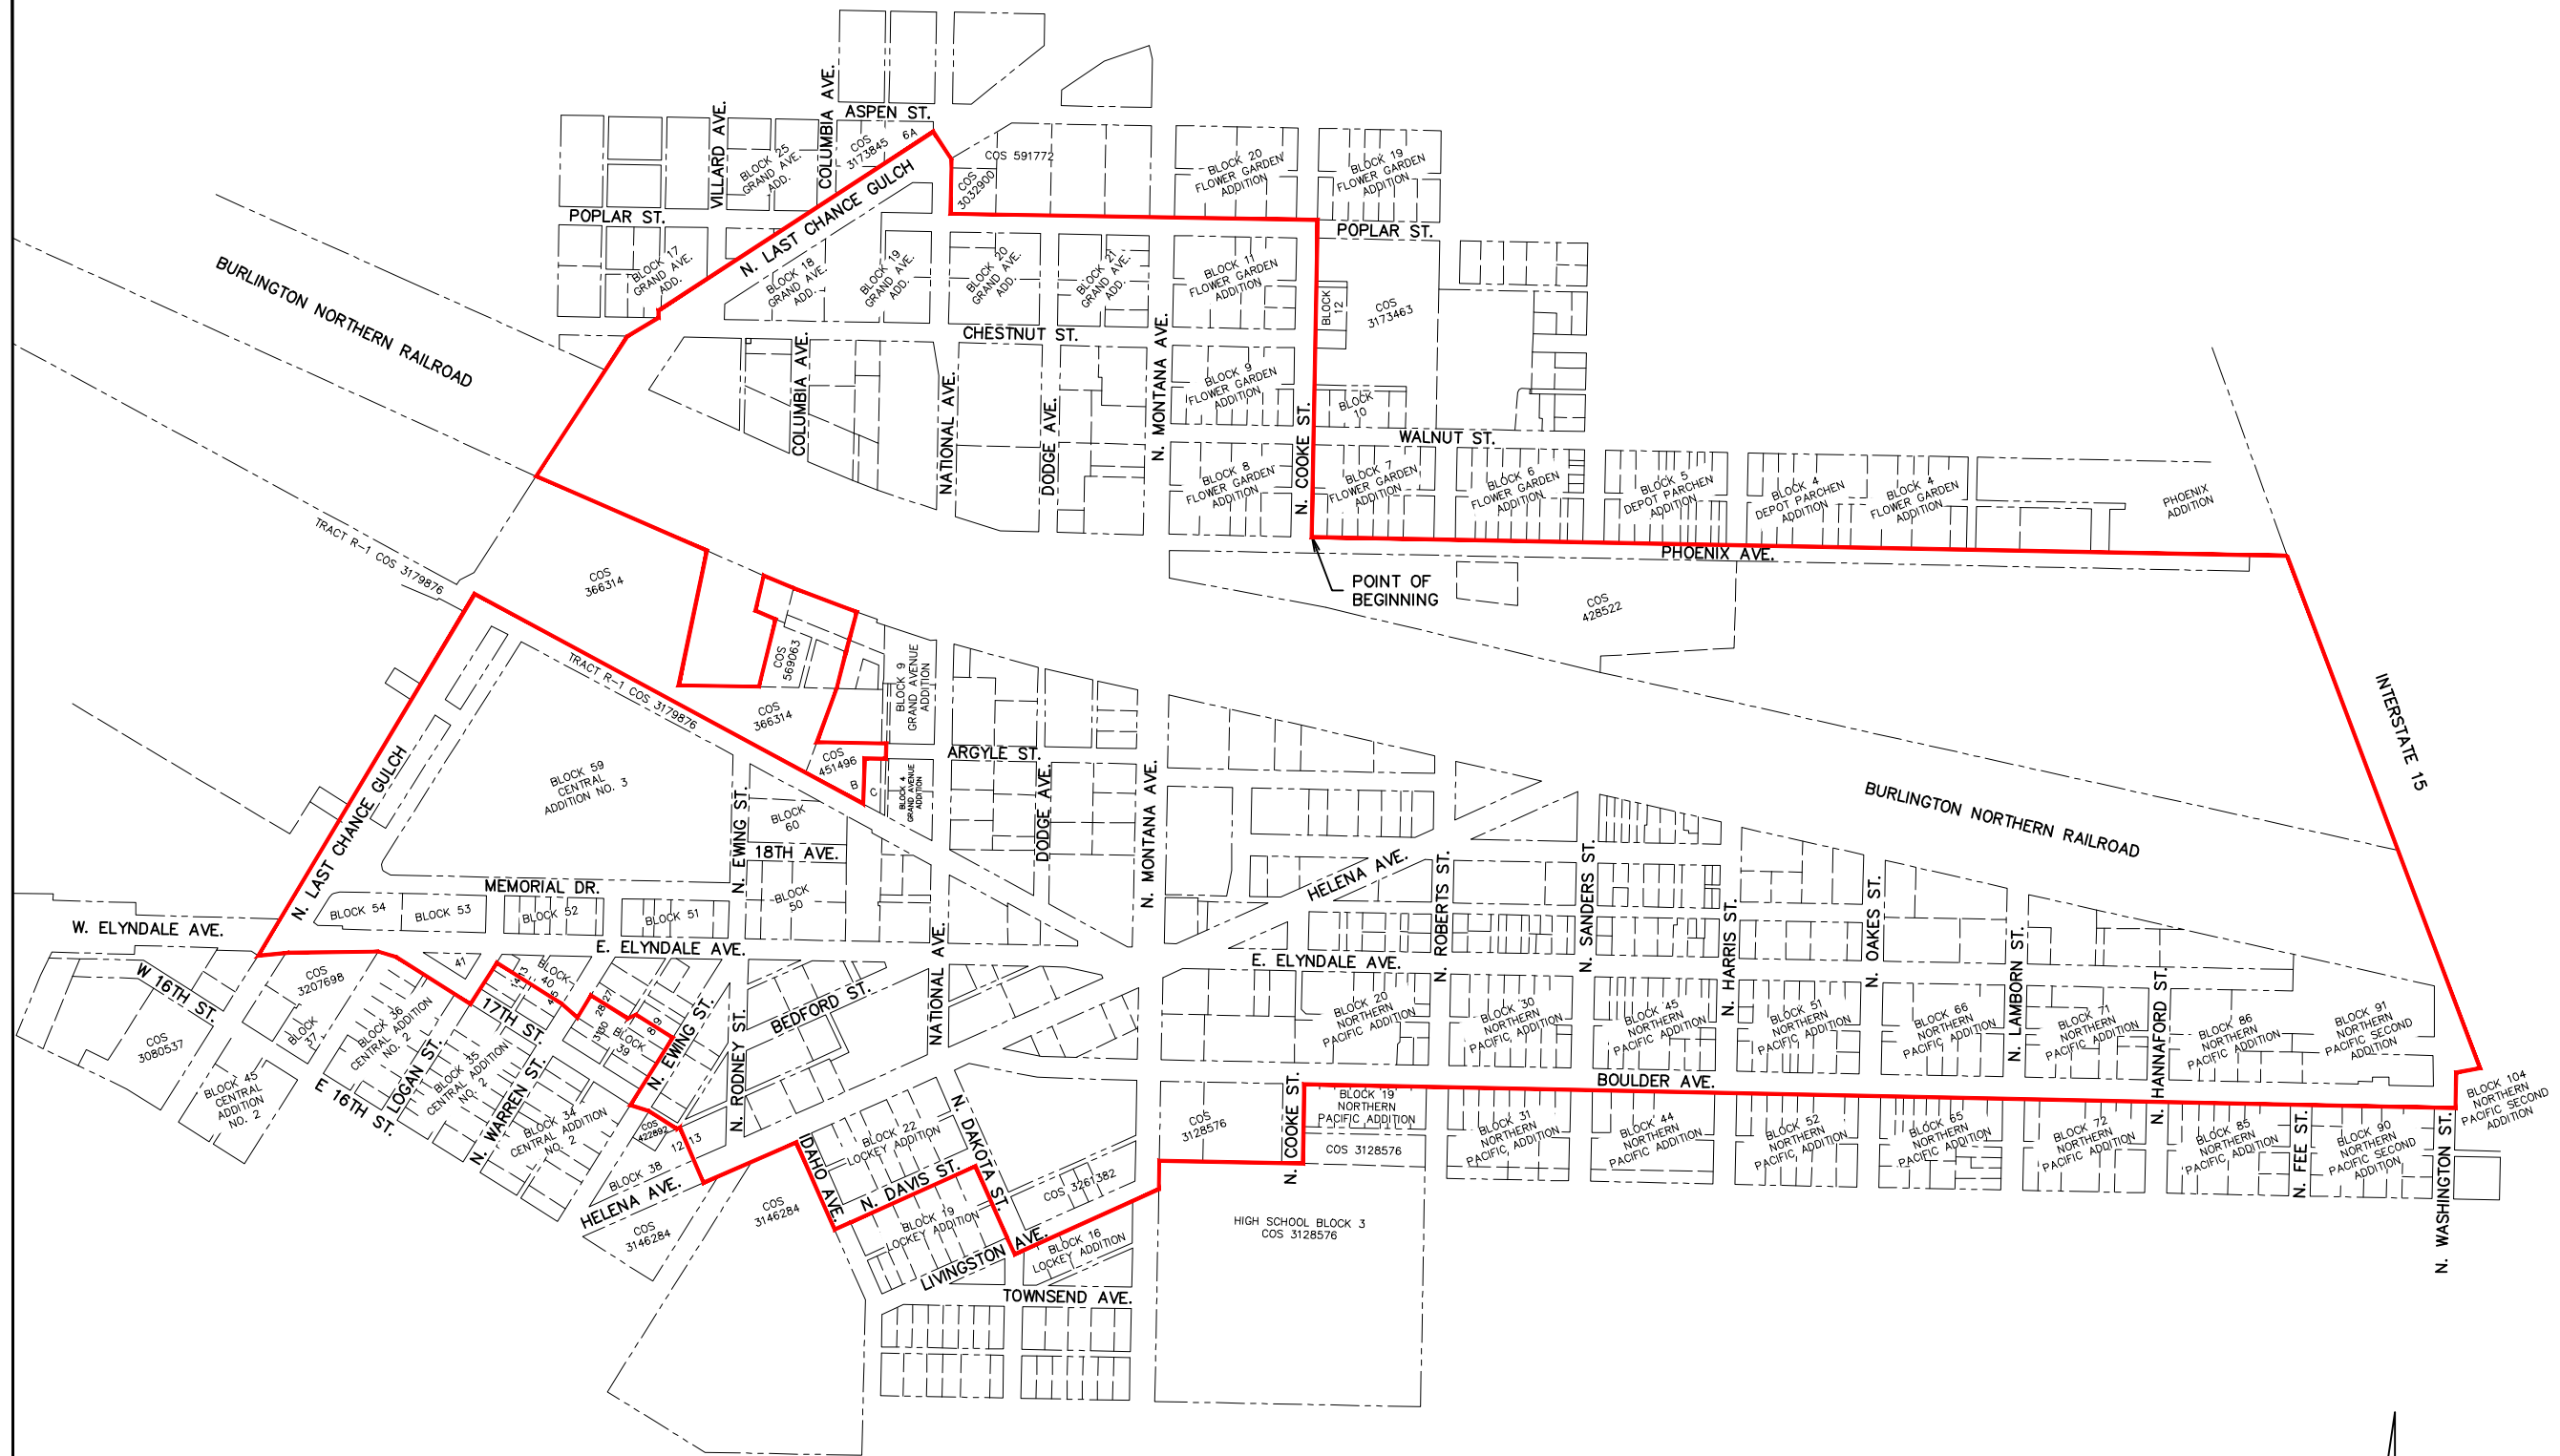 ASPEN ST.
COLUMBIA AVE.
VILLARD AVE.
BLOCK 25
GRAND AVE.
ADD.
COS
3173845
6A
COS 591772
COS
3032900
BLOCK 20
FLOWER GARDEN
ADDITION
BLOCK 19
FLOWER GARDEN
ADDITION
POPLAR ST.
POPLAR ST.
N. LAST CHANCE GULCH
BLOCK 17
GRAND AVE.
ADD.
BLOCK 18
GRAND AVE.
ADD.
BLOCK 19
GRAND AVE.
ADD.
BLOCK 20
GRAND AVE.
ADD.
BLOCK 21
GRAND AVE.
ADD.
BLOCK 11
FLOWER GARDEN
ADDITION
BLOCK
12
COS
3173463
BURLINGTON NORTHERN RAILROAD
CHESTNUT ST.
COLUMBIA AVE.
NATIONAL AVE.
DODGE AVE.
N. MONTANA AVE.
BLOCK 9
FLOWER GARDEN
ADDITION
N. COOKE ST.
BLOCK
10
WALNUT ST.
BLOCK 8
FLOWER GARDEN
ADDITION
BLOCK 7
FLOWER GARDEN
ADDITION
BLOCK 6
FLOWER GARDEN
ADDITION
BLOCK 5
DEPOT PARCHEN
ADDITION
BLOCK 4
DEPOT PARCHEN
ADDITION
BLOCK 4
FLOWER GARDEN
ADDITION
PHOENIX
ADDITION
PHOENIX AVE.
POINT OF
BEGINNING
COS
428522
TRACT R-1 COS 3179876
COS
366314
COS
569063
BLOCK 9
GRAND AVENUE
ADDITION
TRACT R-1 COS 3179876
COS
366314
COS
451496
B
C
BLOCK 4
GRAND AVENUE
ADDITION
ARGYLE ST.
DODGE AVE.
N. MONTANA AVE.
INTERSTATE 15
BURLINGTON NORTHERN RAILROAD
N. LAST CHANCE GULCH
BLOCK 59
CENTRAL
ADDITION NO. 3
N. EWING ST.
BLOCK
60
18TH AVE.
BLOCK
50
MEMORIAL DR.
BLOCK 54
BLOCK 53
BLOCK 52
BLOCK 51
HELENA AVE.
N. ROBERTS ST.
N. SANDERS ST.
N. HARRIS ST.
N. OAKES ST.
N. LAMBORN ST.
N. HANNAFORD ST.
W. ELYNDALE AVE.
E. ELYNDALE AVE.
E. ELYNDALE AVE.
NATIONAL AVE.
W 16TH ST.
COS
3207698
COS
3080537
BLOCK
37
BLOCK 36
CENTRAL ADDITION
NO. 2
41
17TH ST.
BLOCK
40
BLOCK
39
28
27
8
9
N. EWING ST.
N. RODNEY ST.
BEDFORD ST.
BLOCK 45
CENTRAL
ADDITION
NO. 2
E 16TH ST.
LOGAN ST.
BLOCK 35
CENTRAL ADDITION
NO. 2
N. WARREN ST.
BLOCK 34
CENTRAL ADDITION
NO. 2
COS
422892
12
13
BLOCK 38
HELENA AVE.
COS
3146284
COS
3146284
IDAHO AVE.
BLOCK 22
LOCKEY ADDITION
N. DAVIS ST.
N. DAKOTA ST.
BLOCK 19
LOCKEY ADDITION
LIVINGSTON AVE.
COS 3261382
BLOCK 16
LOCKEY ADDITION
TOWNSEND AVE.
COS
3128576
N. COOKE ST.
BLOCK 20
NORTHERN
PACIFIC ADDITION
BLOCK 30
NORTHERN
PACIFIC ADDITION
BLOCK 45
NORTHERN
PACIFIC ADDITION
BLOCK 51
NORTHERN
PACIFIC ADDITION
BLOCK 66
NORTHERN
PACIFIC ADDITION
BLOCK 71
NORTHERN
PACIFIC ADDITION
BLOCK 86
NORTHERN
PACIFIC ADDITION
BLOCK 91
NORTHERN
PACIFIC SECOND
ADDITION
BOULDER AVE.
BLOCK 19
NORTHERN
PACIFIC ADDITION
COS 3128576
BLOCK 31
NORTHERN
PACIFIC ADDITION
BLOCK 44
NORTHERN
PACIFIC ADDITION
BLOCK 52
NORTHERN
PACIFIC ADDITION
BLOCK 65
NORTHERN
PACIFIC ADDITION
BLOCK 72
NORTHERN
PACIFIC ADDITION
BLOCK 85
NORTHERN
PACIFIC ADDITION
N. FEE ST.
BLOCK 90
NORTHERN
PACIFIC SECOND
ADDITION
N. WASHINGTON ST.
BLOCK 104
NORTHERN
PACIFIC SECOND
ADDITION
HIGH SCHOOL BLOCK 3
COS 3128576